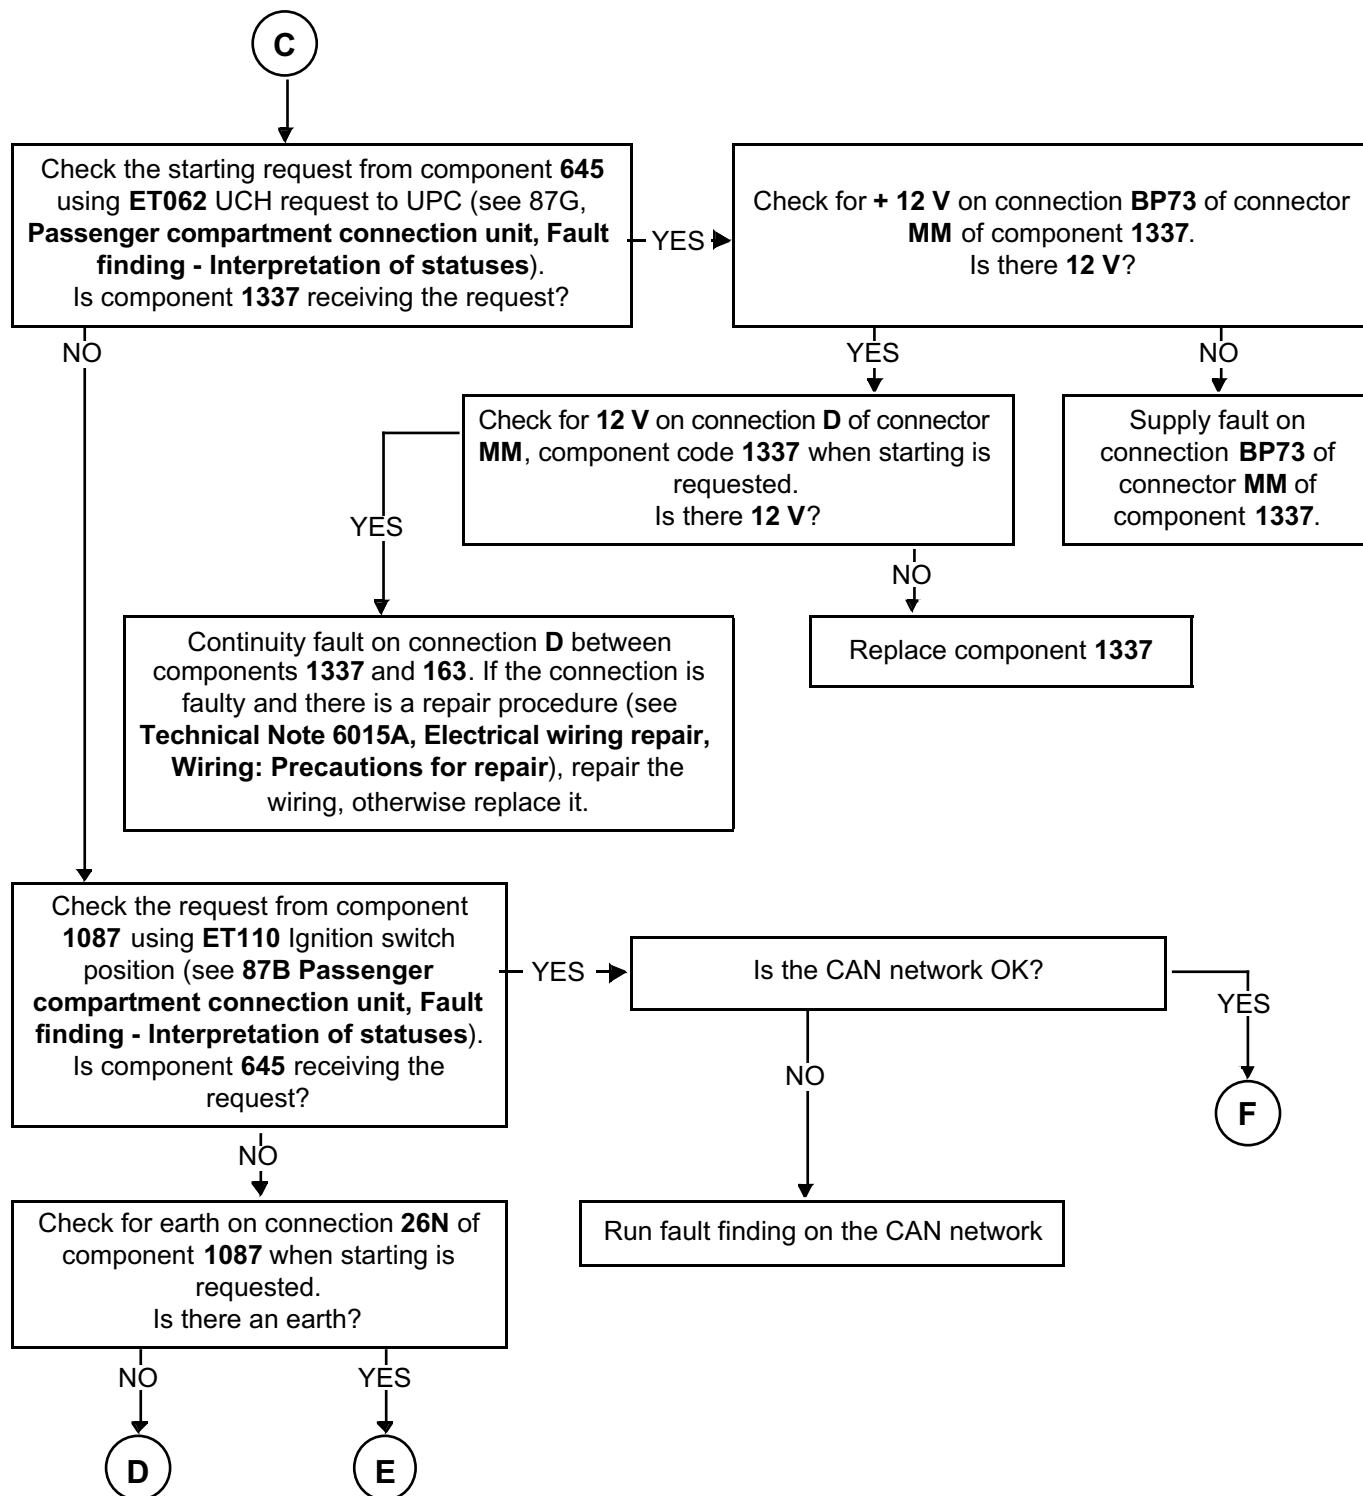 C
Check the starting request from component 645
using ET062 UCH request to UPC (see 87G,
Passenger compartment connection unit, Fault
finding - Interpretation of statuses).
Is component 1337 receiving the request?
YES
Check for + 12 V on connection BP73 of connector
MM of component 1337.
Is there 12 V?
NO
YES
NO
Check for 12 V on connection D of connector
MM, component code 1337 when starting is
requested.
Is there 12 V?
Supply fault on
connection BP73 of
connector MM of
component 1337.
YES
NO
Continuity fault on connection D between
components 1337 and 163. If the connection is
faulty and there is a repair procedure (see
Technical Note 6015A, Electrical wiring repair,
Wiring: Precautions for repair), repair the
wiring, otherwise replace it.
Replace component 1337
Check the request from component
1087 using ET110 Ignition switch
position (see 87B Passenger
compartment connection unit, Fault
finding - Interpretation of statuses).
Is component 645 receiving the
request?
YES
Is the CAN network OK?
YES
NO
F
NO
Check for earth on connection 26N of
component 1087 when starting is
requested.
Is there an earth?
Run fault finding on the CAN network
NO
YES
D
E